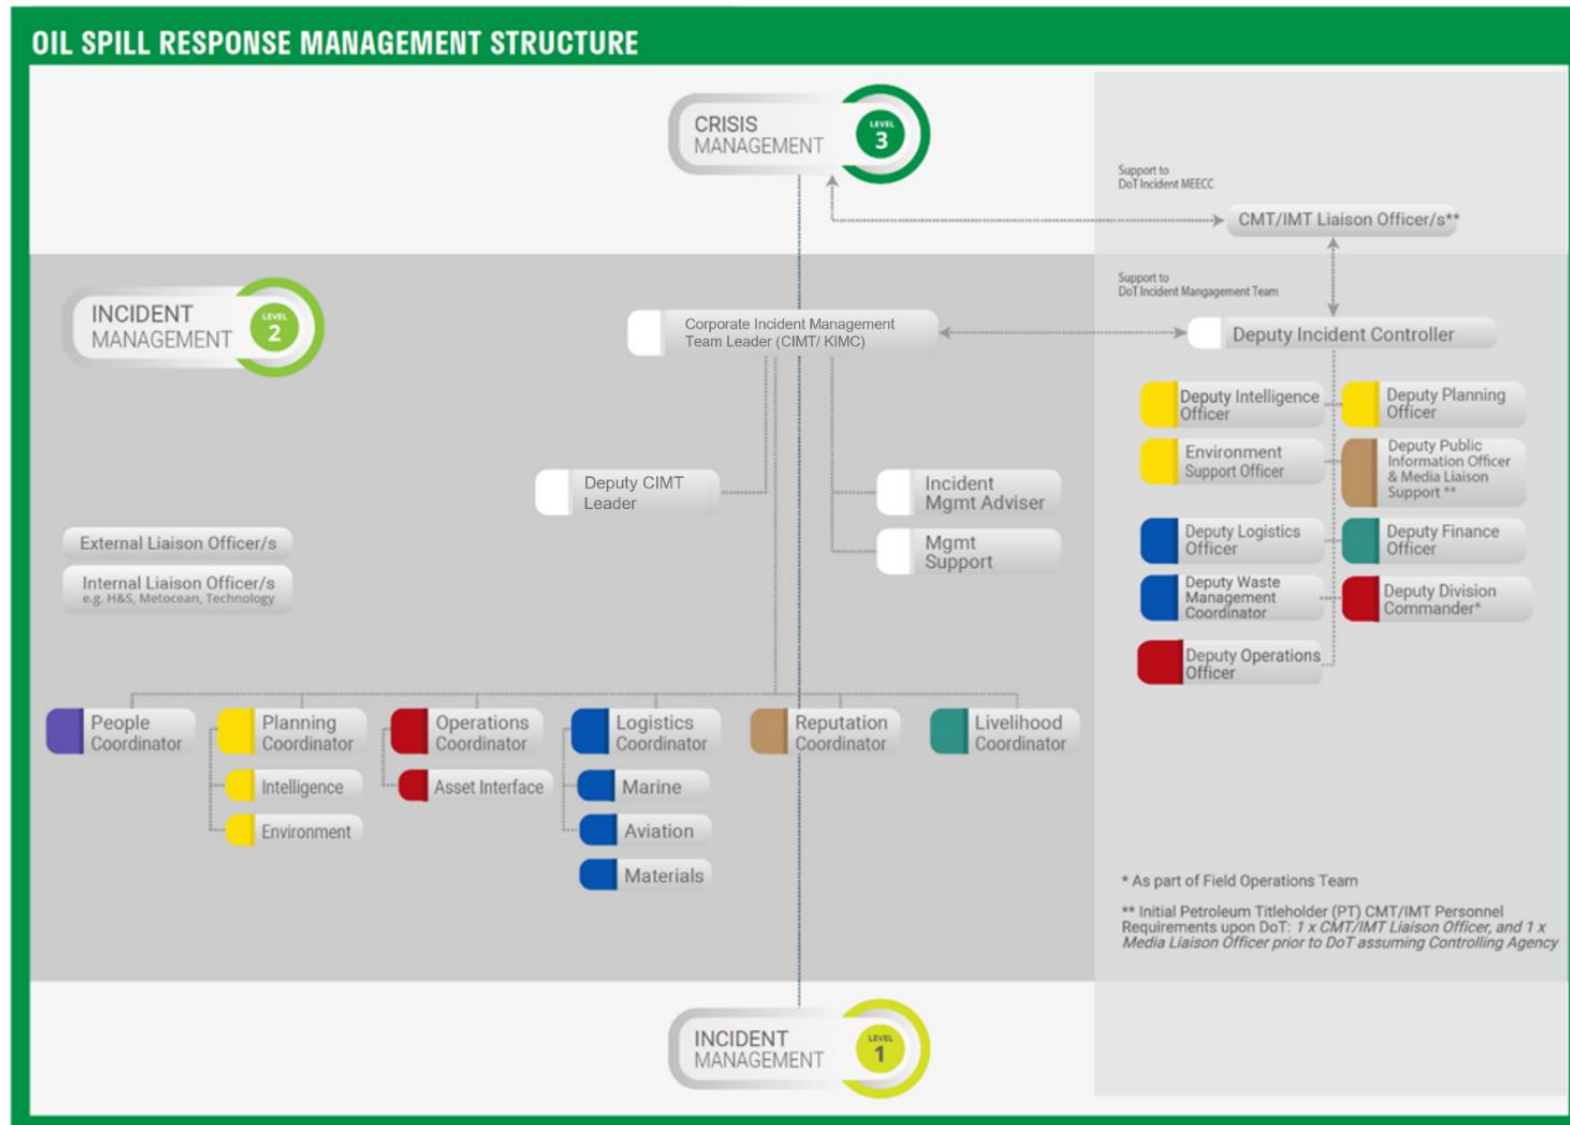 OIL SPILL RESPONSE MANAGEMENT STRUCTURE
CRISIS
MANAGEMENT
LEVEL
3
Support to
DoT Incident MEECC
CMT/IMT Liaison Officer/s**
INCIDENT
MANAGEMENT
LEVEL
2
Support to
DoT Incident Mangagement Team
Corporate Incident Management
Team Leader (CIMT/ KIMC)
Deputy Incident Controller
Deputy Intelligence
Officer
Deputy Planning
Officer
Environment
Support Officer
Deputy Public
Information Officer
& Media Liaison
Support **
Deputy CIMT
Leader
Incident
Mgmt Adviser
Mgmt
Support
External Liaison Officer/s
Internal Liaison Officer/s
e.g. H&S, Metocean, Technology
Deputy Logistics
Officer
Deputy Finance
Officer
Deputy Waste
Management
Coordinator
Deputy Division
Commander*
Deputy Operations
Officer
People
Coordinator
Planning
Coordinator
Intelligence
Environment
Operations
Coordinator
Asset Interface
Logistics
Coordinator
Marine
Aviation
Materials
Reputation
Coordinator
Livelihood
Coordinator
* As part of Field Operations Team
** Initial Petroleum Titleholder (PT) CMT/IMT Personnel
Requirements upon DoT: 1 x CMT/IMT Liaison Officer, and 1 x
Media Liaison Officer prior to DoT assuming Controlling Agency
INCIDENT
MANAGEMENT
LEVEL
1